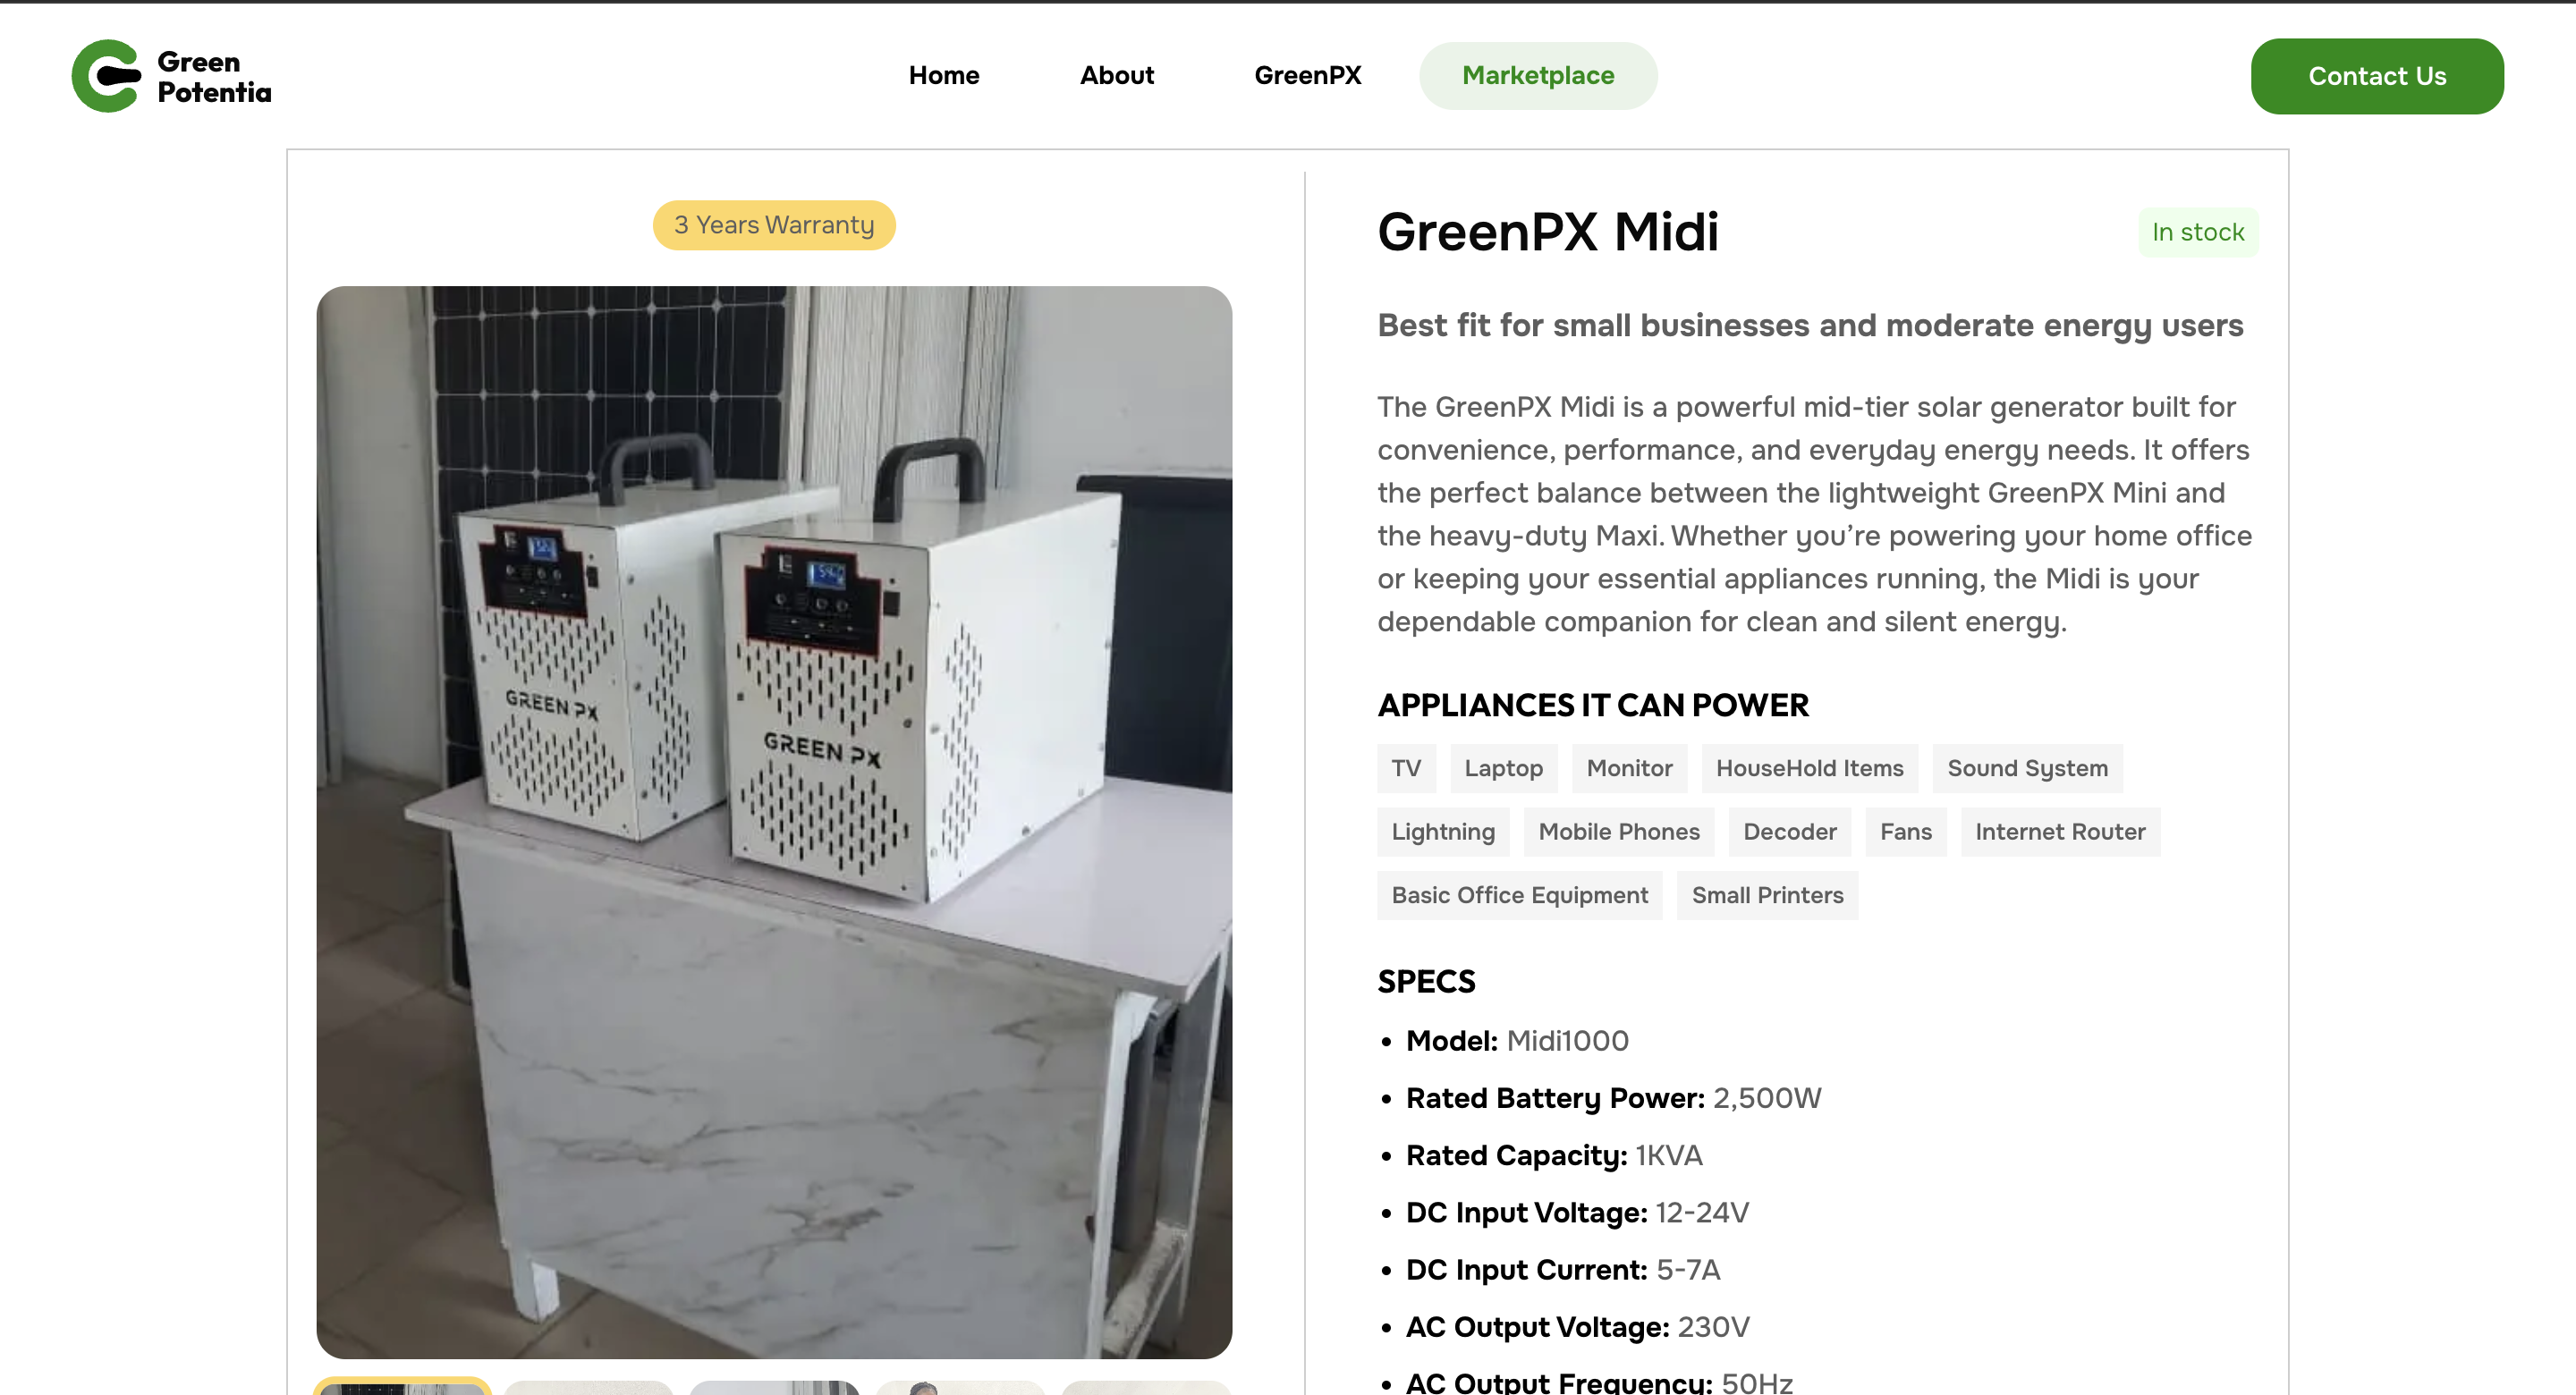 Green
Potentia
Home
About
GreenPX
Marketplace
Contact Us
3 Years Warranty
GREEN PX
GREEN PX
GreenPX Midi
In stock
Best fit for small businesses and moderate energy users
The GreenPX Midi is a powerful mid-tier solar generator built for
convenience, performance, and everyday energy needs. It offers
the perfect balance between the lightweight GreenPX Mini and
the heavy-duty Maxi. Whether you’re powering your home office
or keeping your essential appliances running, the Midi is your
dependable companion for clean and silent energy.
APPLIANCES IT CAN POWER
TV
Laptop
Monitor
HouseHold Items
Sound System
Lightning
Mobile Phones
Decoder
Fans
Internet Router
Basic Office Equipment
Small Printers
SPECS
Model: Midi1000
Rated Battery Power: 2,500W
Rated Capacity: 1KVA
DC Input Voltage: 12-24V
DC Input Current: 5-7A
AC Output Voltage: 230V
AC Output Frequency: 50Hz